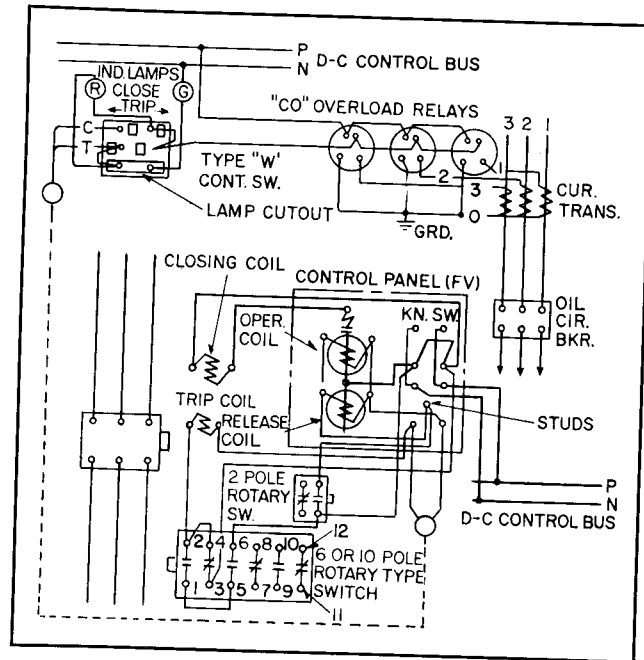 P
N D-C CONTROL BUS
IND. LAMPS
R CLOSE G
TRIP
C
T
"CO" OVERLOAD RELAYS
3 2 1
TYPE "W"
CONT. SW.
LAMP CUTOUT
1
2
3
0
CUR.
TRANS.
GRD.
CLOSING COIL
CONTROL PANEL (FV)
OPER.
COIL
KN. SW.
OIL
CIR.
BKR.
TRIP COIL
RELEASE
COIL
STUDS
2 POLE
ROTARY
SW.
P
N
D-C CONTROL BUS
12
2 4 6 8 10
6 OR 10 POLE
ROTARY TYPE
SWITCH
1 3 5 7 9
11